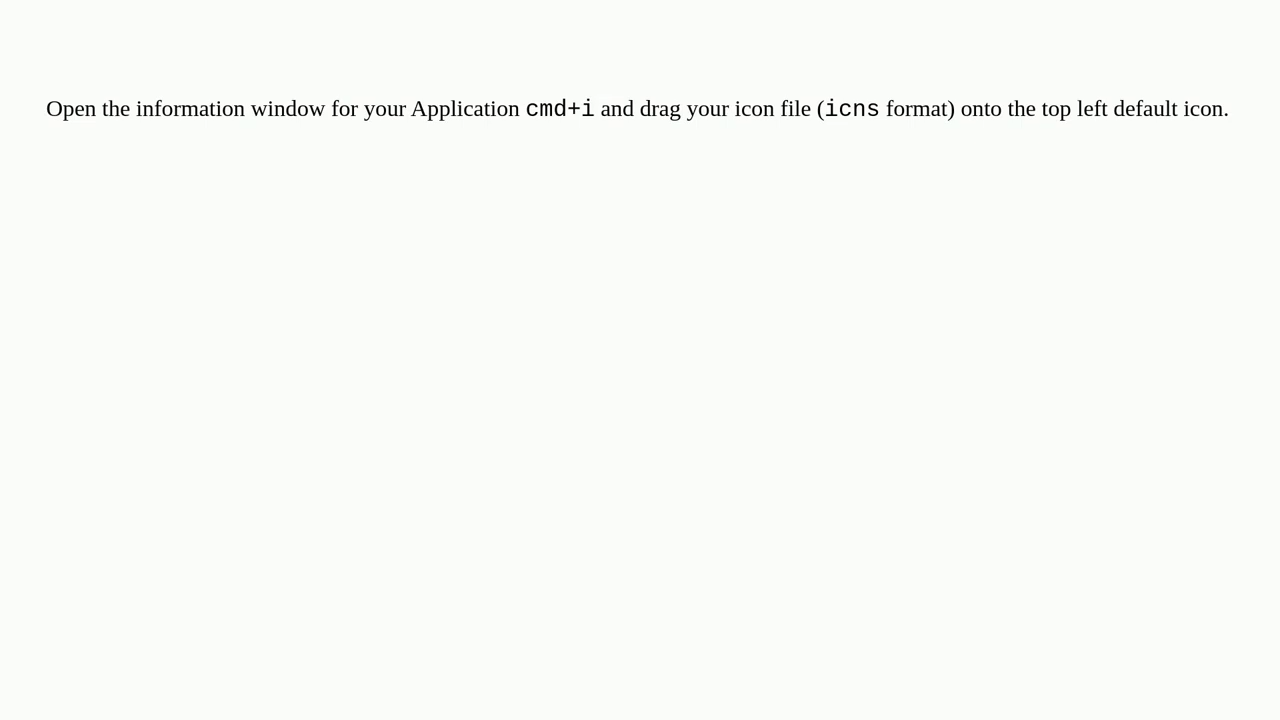 Open the information window for your Application cmd+i and drag your icon file (icns format) onto the top left default icon.